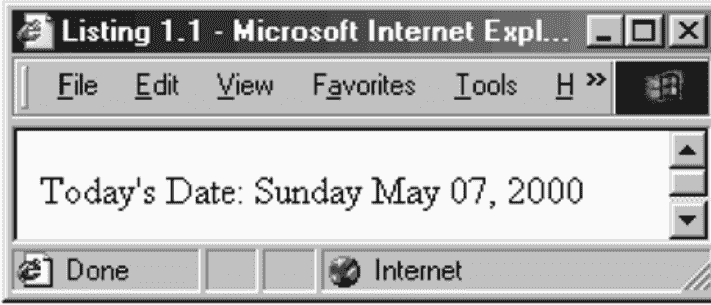 Listing 1.1 - Microsoft Internet Expl...
File Edit View Favorites Tools H »
Today's Date: Sunday May 07, 2000
Done Internet